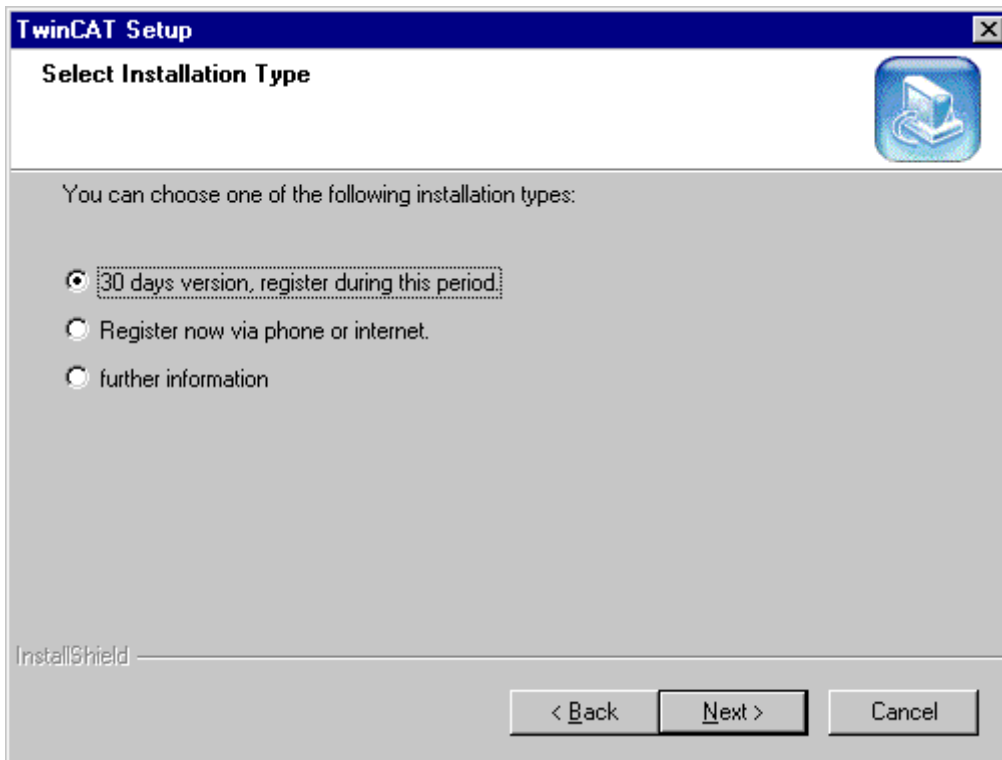 TwinCAT Setup
Select Installation Type
You can choose one of the following installation types:
30 days version, register during this period.
Register now via phone or internet.
further information
InstallShield
< Back
Next >
Cancel